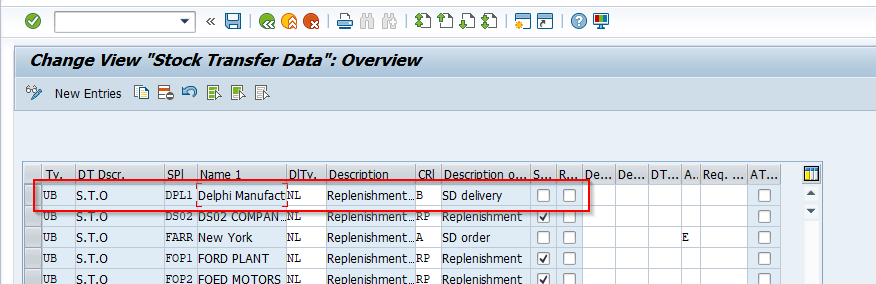 Change View "Stock Transfer Data": Overview
New Entries
Ty. DT Dscr. SPl Name 1 DlTy. Description CRl Description o... S... R... De... De... DT... A.. Req. ... AT...
UB S.T.O DPL1 Delphi Manufact NL Replenishment... B SD delivery
UB S.T.O DS02 DS02 COMPAN... NL Replenishment... RP Replenishment
UB S.T.O FARR New York NL Replenishment... A SD order E
UB S.T.O FOP1 FORD PLANT NL Replenishment... RP Replenishment
UB S.T.O FOP2 FOED MOTORS NL Replenishment... RP Replenishment